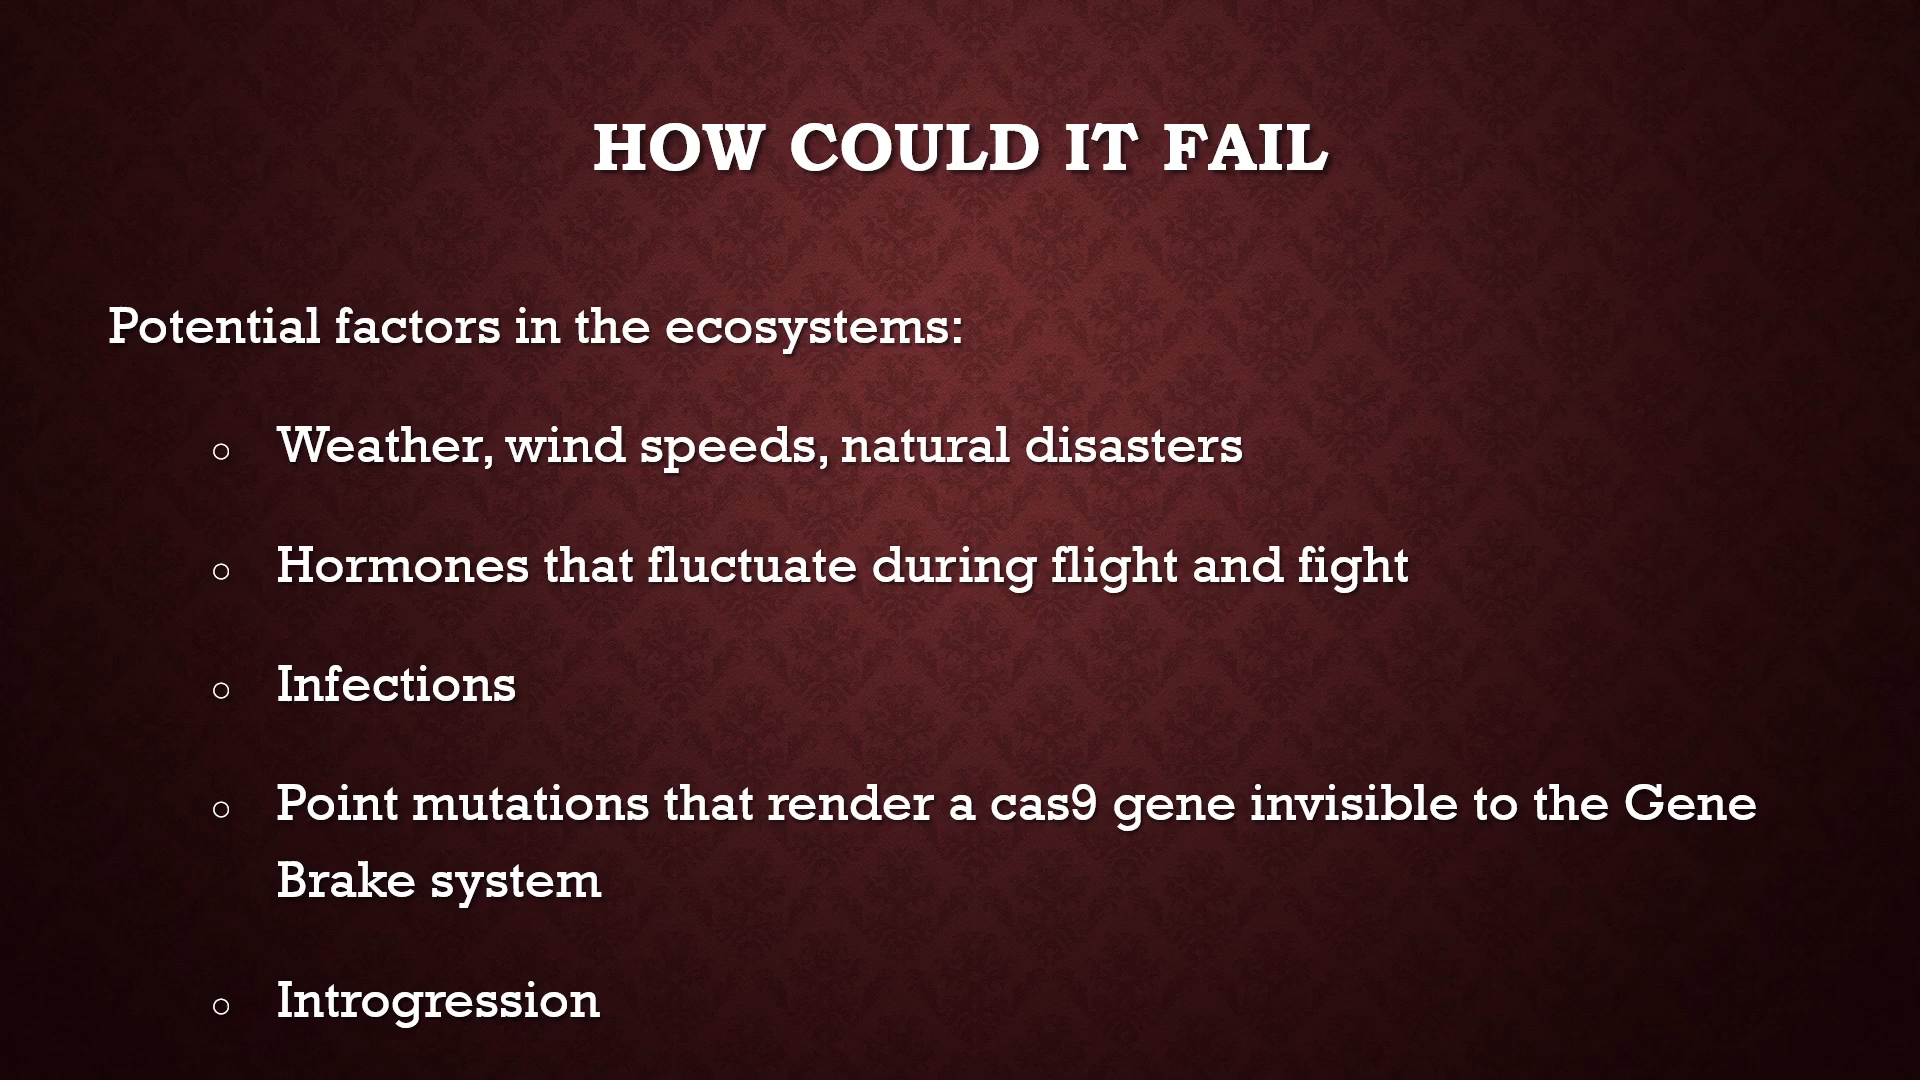 HOW COULD IT FAIL
Potential factors in the ecosystems:
○ Weather, wind speeds, natural disasters
○ Hormones that fluctuate during flight and fight
○ Infections
○ Point mutations that render a cas9 gene invisible to the Gene
Brake system
○ Introgression